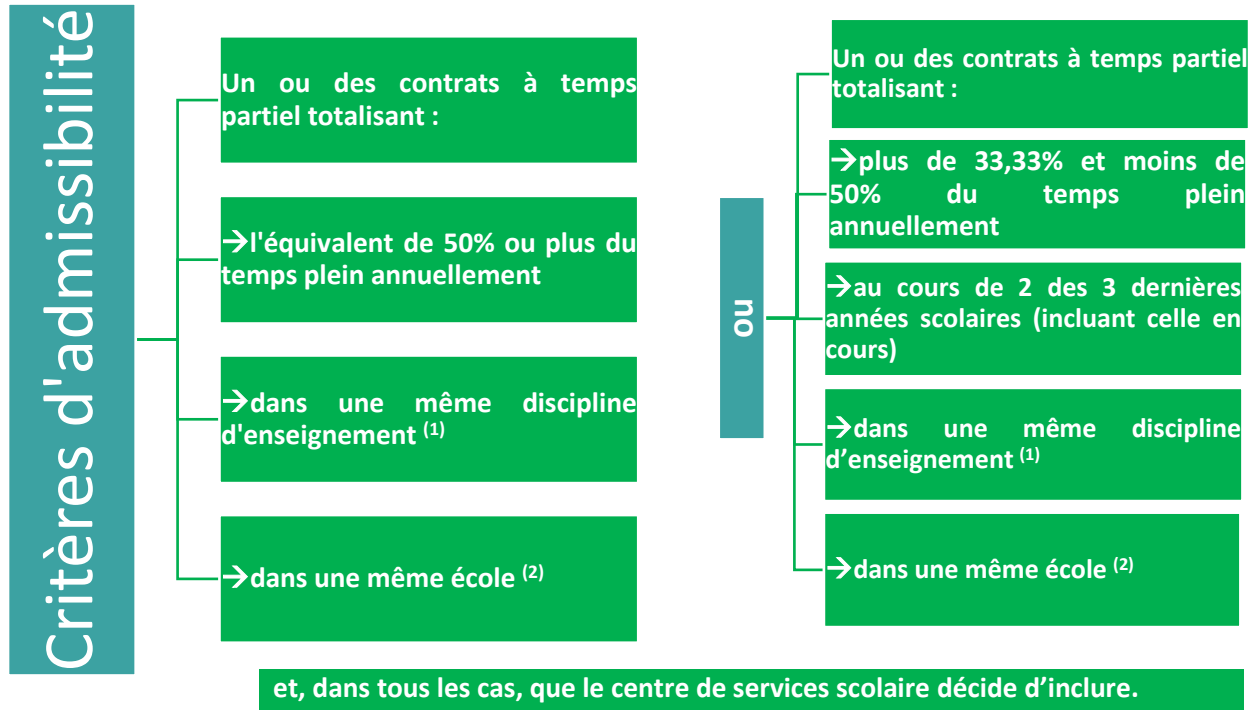 Critères d'admissibilité
Un ou des contrats à temps
partiel totalisant :
→l'équivalent de 50% ou plus du
temps plein annuellement
→dans une même discipline
d'enseignement (1)
→dans une même école (2)
ou
Un ou des contrats à temps partiel
totalisant :
→plus de 33,33% et moins de
50% du temps plein
annuellement
→au cours de 2 des 3 dernières
années scolaires (incluant celle en
cours)
→dans une même discipline
d’enseignement (1)
→dans une même école (2)
et, dans tous les cas, que le centre de services scolaire décide d’inclure.